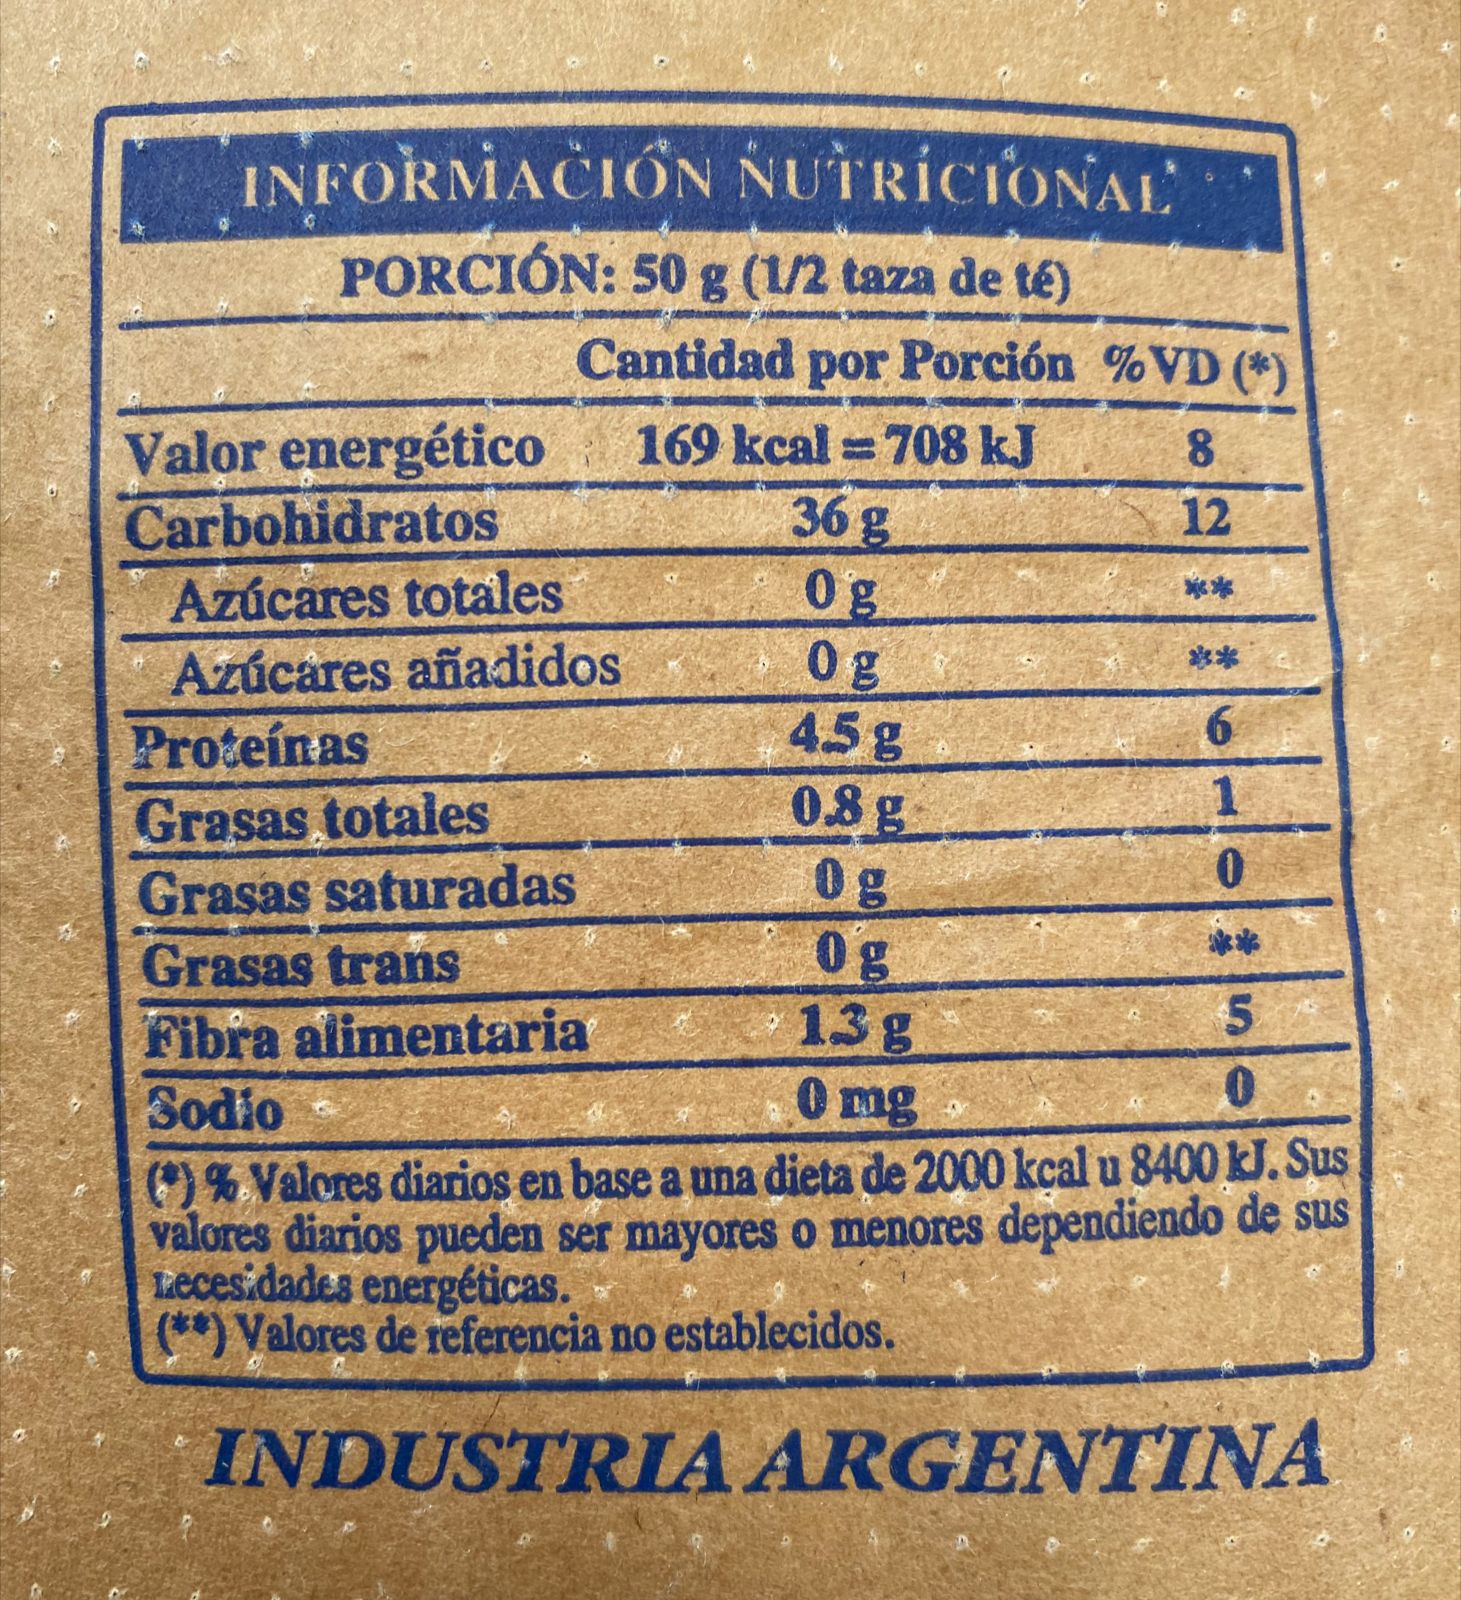 INFORMACIÓN NUTRICIONAL
PORCIÓN: 50 g (1/2 taza de té)
Cantidad por Porción %VD (*)
Valor energético 169 kcal = 708 kJ 8
Carbohidratos 36 g 12
Azúcares totales 0 g **
Azúcares añadidos 0 g **
Proteínas 4.5 g 6
Grasas totales 0.8 g 1
Grasas saturadas 0 g 0
Grasas trans 0 g **
Fibra alimentaria 1.3 g 5
Sodio 0 mg 0
(*) % Valores diarios en base a una dieta de 2000 kcal u 8400 kJ. Sus
valores diarios pueden ser mayores o menores dependiendo de sus
necesidades energéticas.
(**) Valores de referencia no establecidos.
INDUSTRIA ARGENTINA